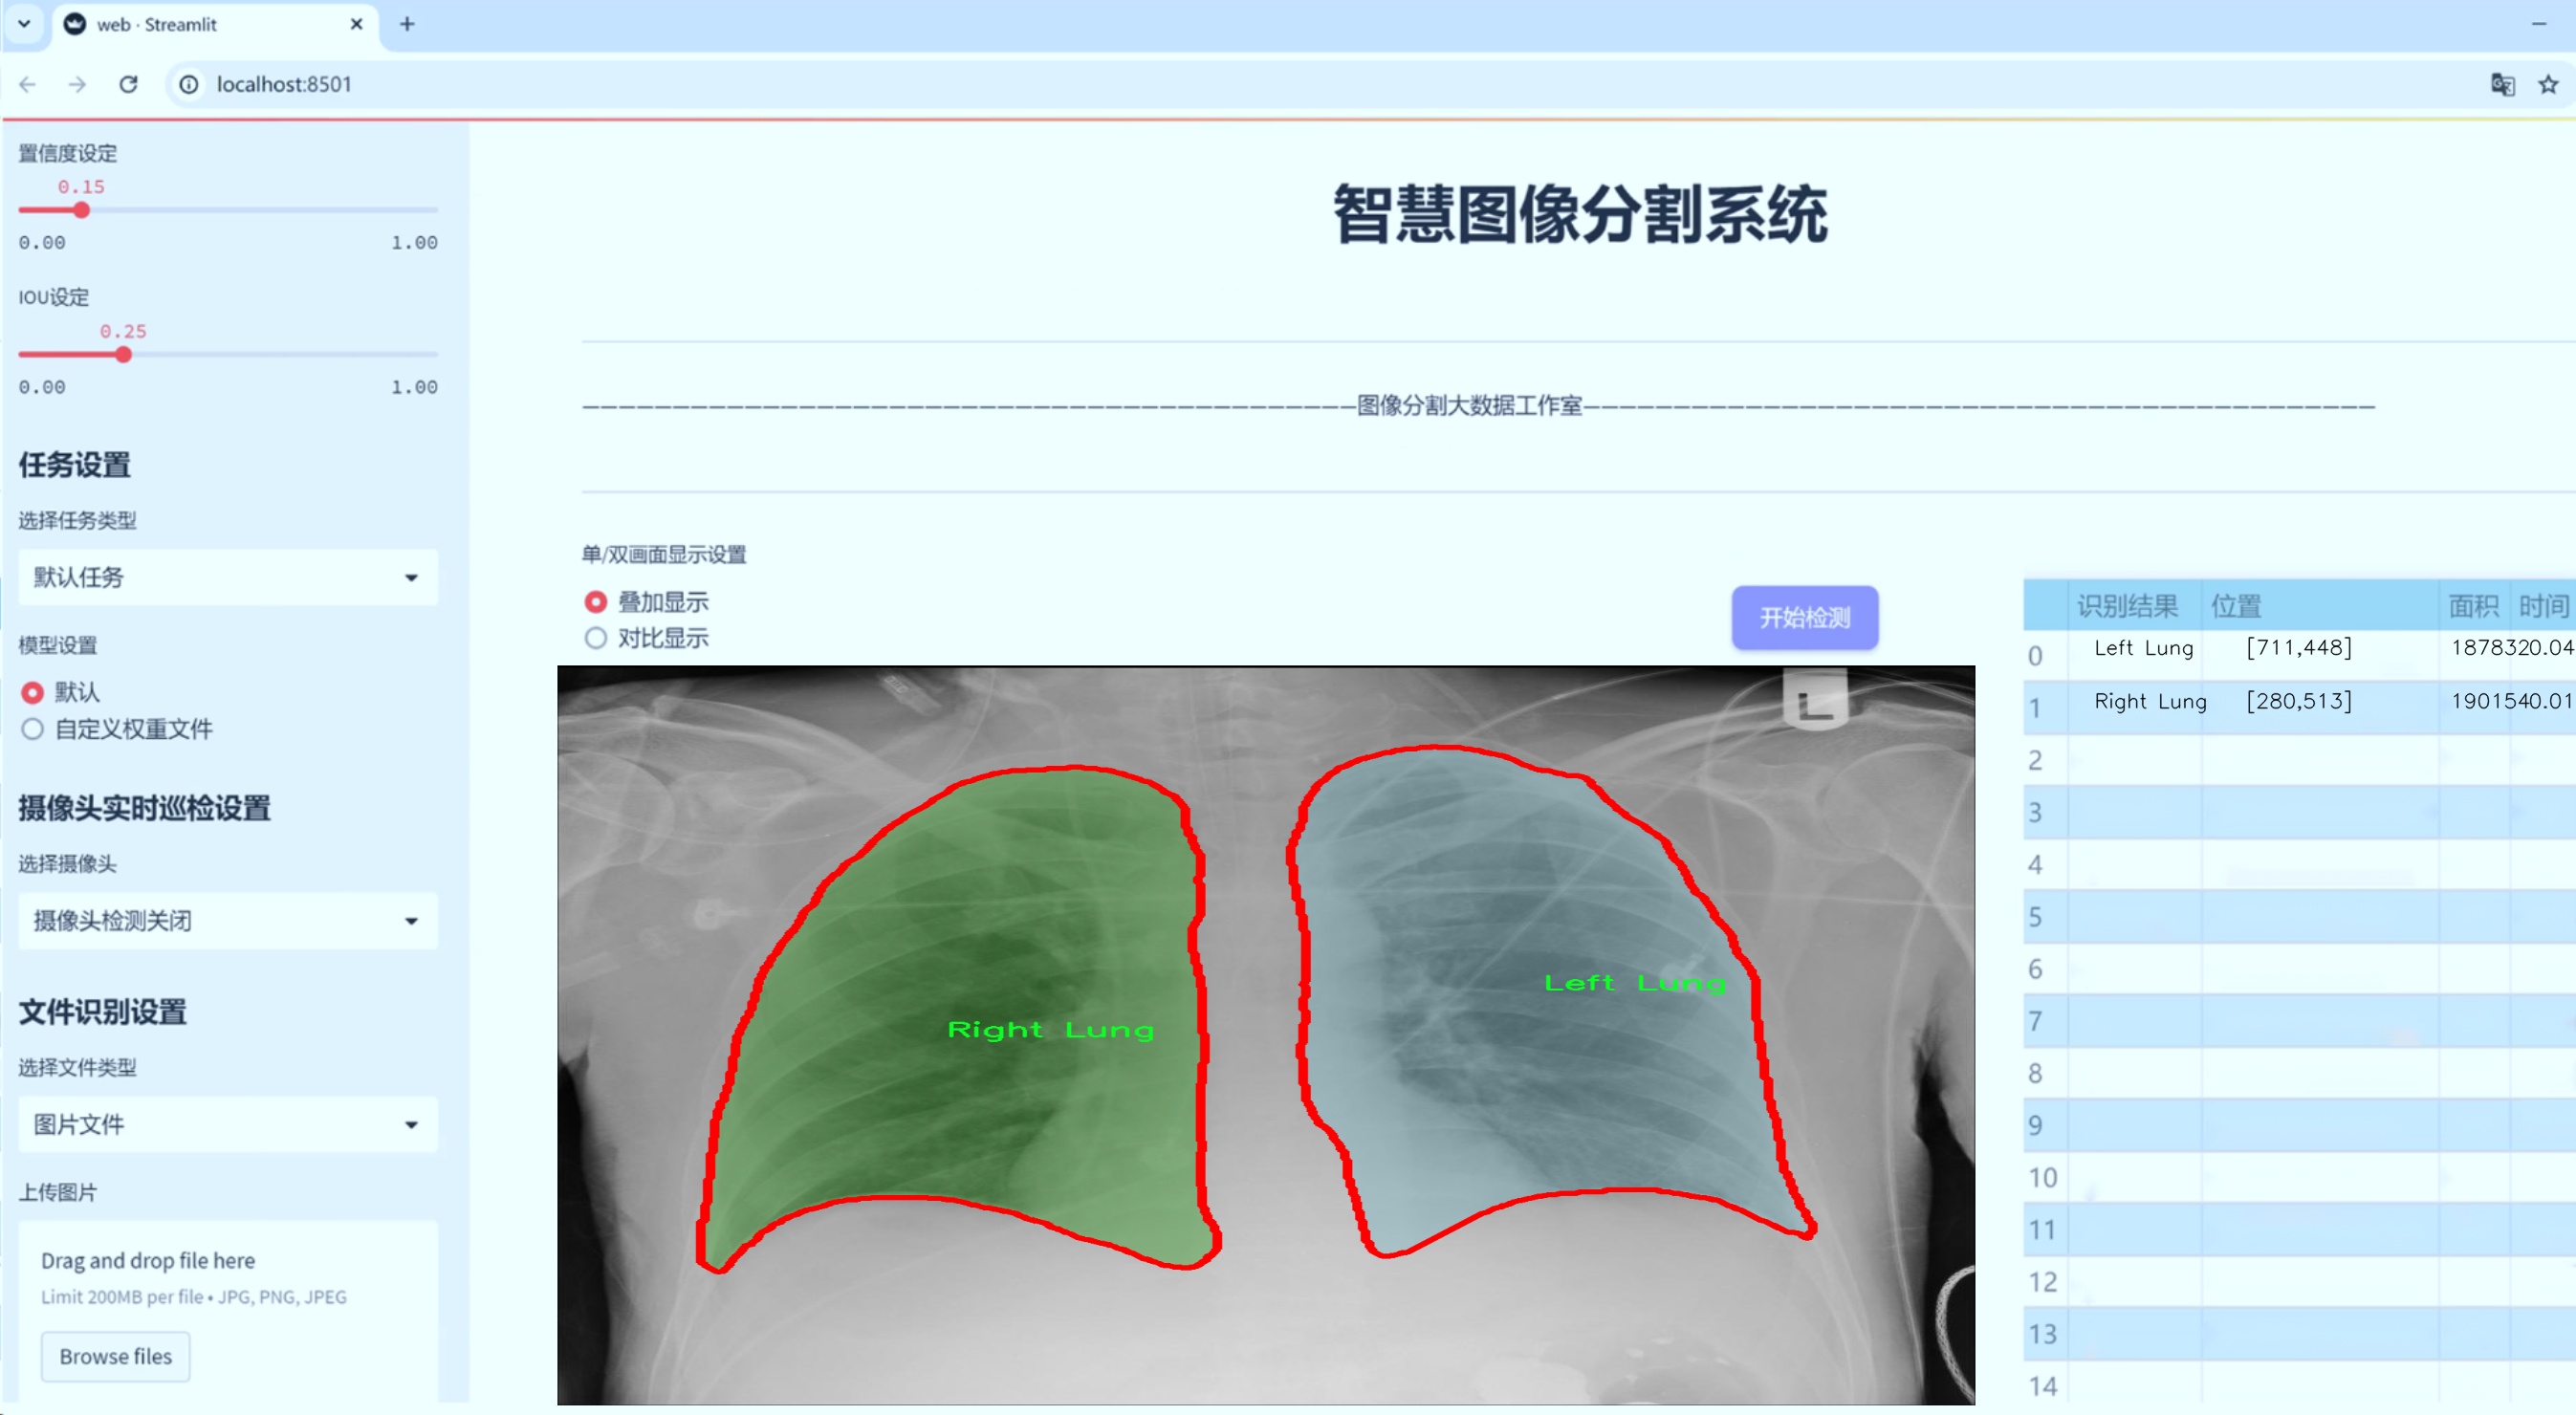 web · Streamlit
localhost:8501
置信度设定
0.15
0.00 1.00
IOU设定
0.25
0.00 1.00
任务设置
选择任务类型
默认任务
模型设置
默认
自定义权重文件
摄像头实时巡检设置
选择摄像头
摄像头检测关闭
文件识别设置
选择文件类型
图片文件
上传图片
Drag and drop file here
Limit 200MB per file • JPG, PNG, JPEG
Browse files
智慧图像分割系统
———————————————————————————————————————————图像分割大数据工作室————————————————————————————————————————————
单/双画面显示设置
叠加显示
对比显示
开始检测
L
Right Lung
Left Lung
识别结果 位置 面积 时间
0 Left Lung [711,448] 1878320.04
1 Right Lung [280,513] 1901540.01
2
3
4
5
6
7
8
9
10
11
12
13
14